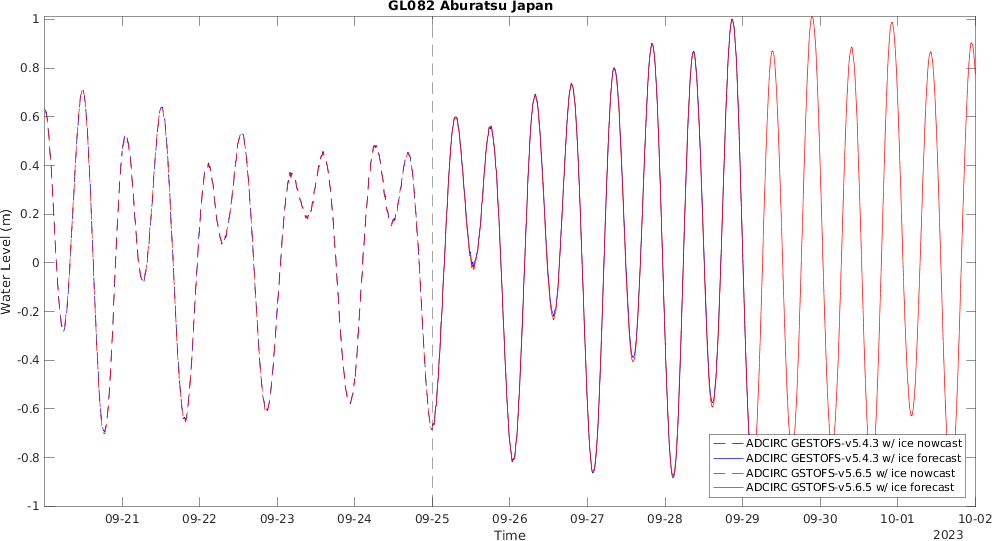 GL082 Aburatsu Japan
1
0.8
0.6
0.4
0.2
0
-0.2
-0.4
-0.6
-0.8
-1
Water Level (m)
ADCIRC GESTOFS-v5.4.3 w/ ice nowcast
ADCIRC GESTOFS-v5.4.3 w/ ice forecast
ADCIRC GSTOFS-v5.6.5 w/ ice nowcast
ADCIRC GSTOFS-v5.6.5 w/ ice forecast
09-21 09-22 09-23 09-24 09-25 09-26 09-27 09-28 09-29 09-30 10-01 10-02
Time
2023